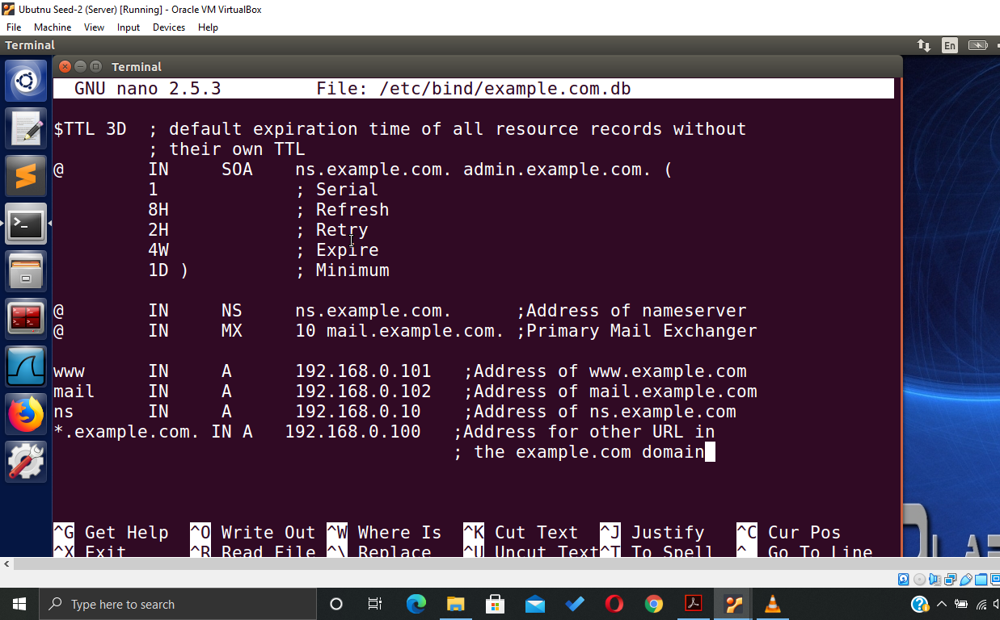 Ubutnu Seed-2 (Server) [Running] - Oracle VM VirtualBox
File Machine View Input Devices Help
Terminal
En
Terminal
GNU nano 2.5.3 File: /etc/bind/example.com.db
$TTL 3D ; default expiration time of all resource records without
; their own TTL
@ IN SOA ns.example.com. admin.example.com. (
1 ; Serial
8H ; Refresh
2H ; Retry
4W ; Expire
1D ) ; Minimum
@ IN NS ns.example.com. ;Address of nameserver
@ IN MX 10 mail.example.com. ;Primary Mail Exchanger
www IN A 192.168.0.101 ;Address of www.example.com
mail IN A 192.168.0.102 ;Address of mail.example.com
ns IN A 192.168.0.10 ;Address of ns.example.com
*.example.com. IN A 192.168.0.100 ;Address for other URL in
; the example.com domain
^G Get Help ^O Write Out ^W Where Is ^K Cut Text ^J Justify ^C Cur Pos
^X Exit ^R Read File ^\ Replace ^U Uncut Text ^T To Spell ^_ Go To Line
Type here to search